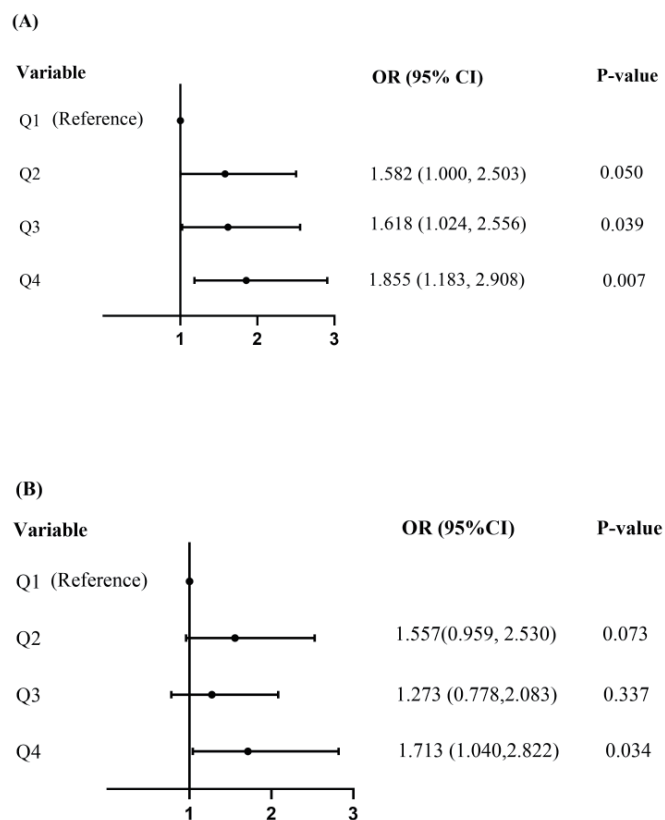 (A)
Variable OR (95% CI) P-value
Q1 (Reference)
Q2 1.582 (1.000, 2.503) 0.050
Q3 1.618 (1.024, 2.556) 0.039
Q4 1.855 (1.183, 2.908) 0.007
1 2 3
(B)
Variable OR (95%CI) P-value
Q1 (Reference)
Q2 1.557(0.959, 2.530) 0.073
Q3 1.273 (0.778,2.083) 0.337
Q4 1.713 (1.040,2.822) 0.034
1 2 3